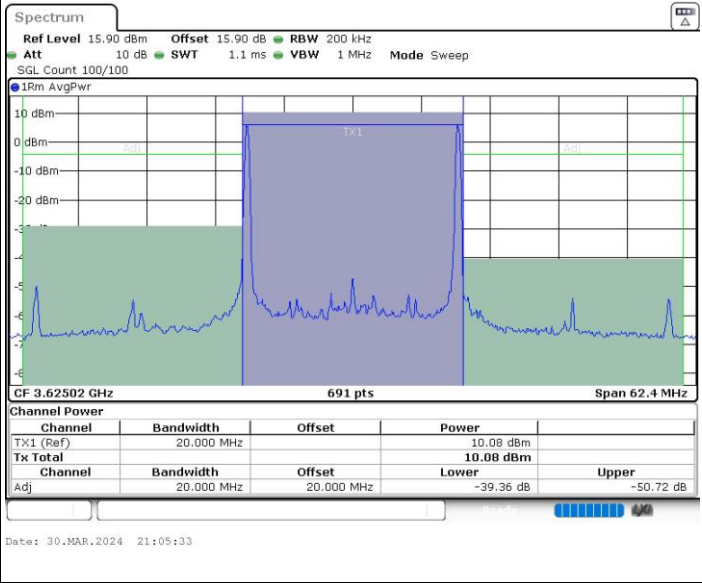 Spectrum
Ref Level 15.90 dBm Offset 15.90 dB RBW 200 kHz
Att 10 dB SWT 1.1 ms VBW 1 MHz Mode Sweep
SGL Count 100/100
1Rm AvgPwr
10 dBm
TX1
0 dBm
Adj Adj
-10 dBm
-20 dBm
CF 3.62502 GHz 691 pts Span 62.4 MHz
Channel Power
Channel Bandwidth Offset Power
TX1 (Ref) 20.000 MHz 10.08 dBm
Tx Total 10.08 dBm
Channel Bandwidth Offset Lower Upper
Adj 20.000 MHz 20.000 MHz -39.36 dB -50.72 dB
Ready
Date: 30.MAR.2024 21:05:33